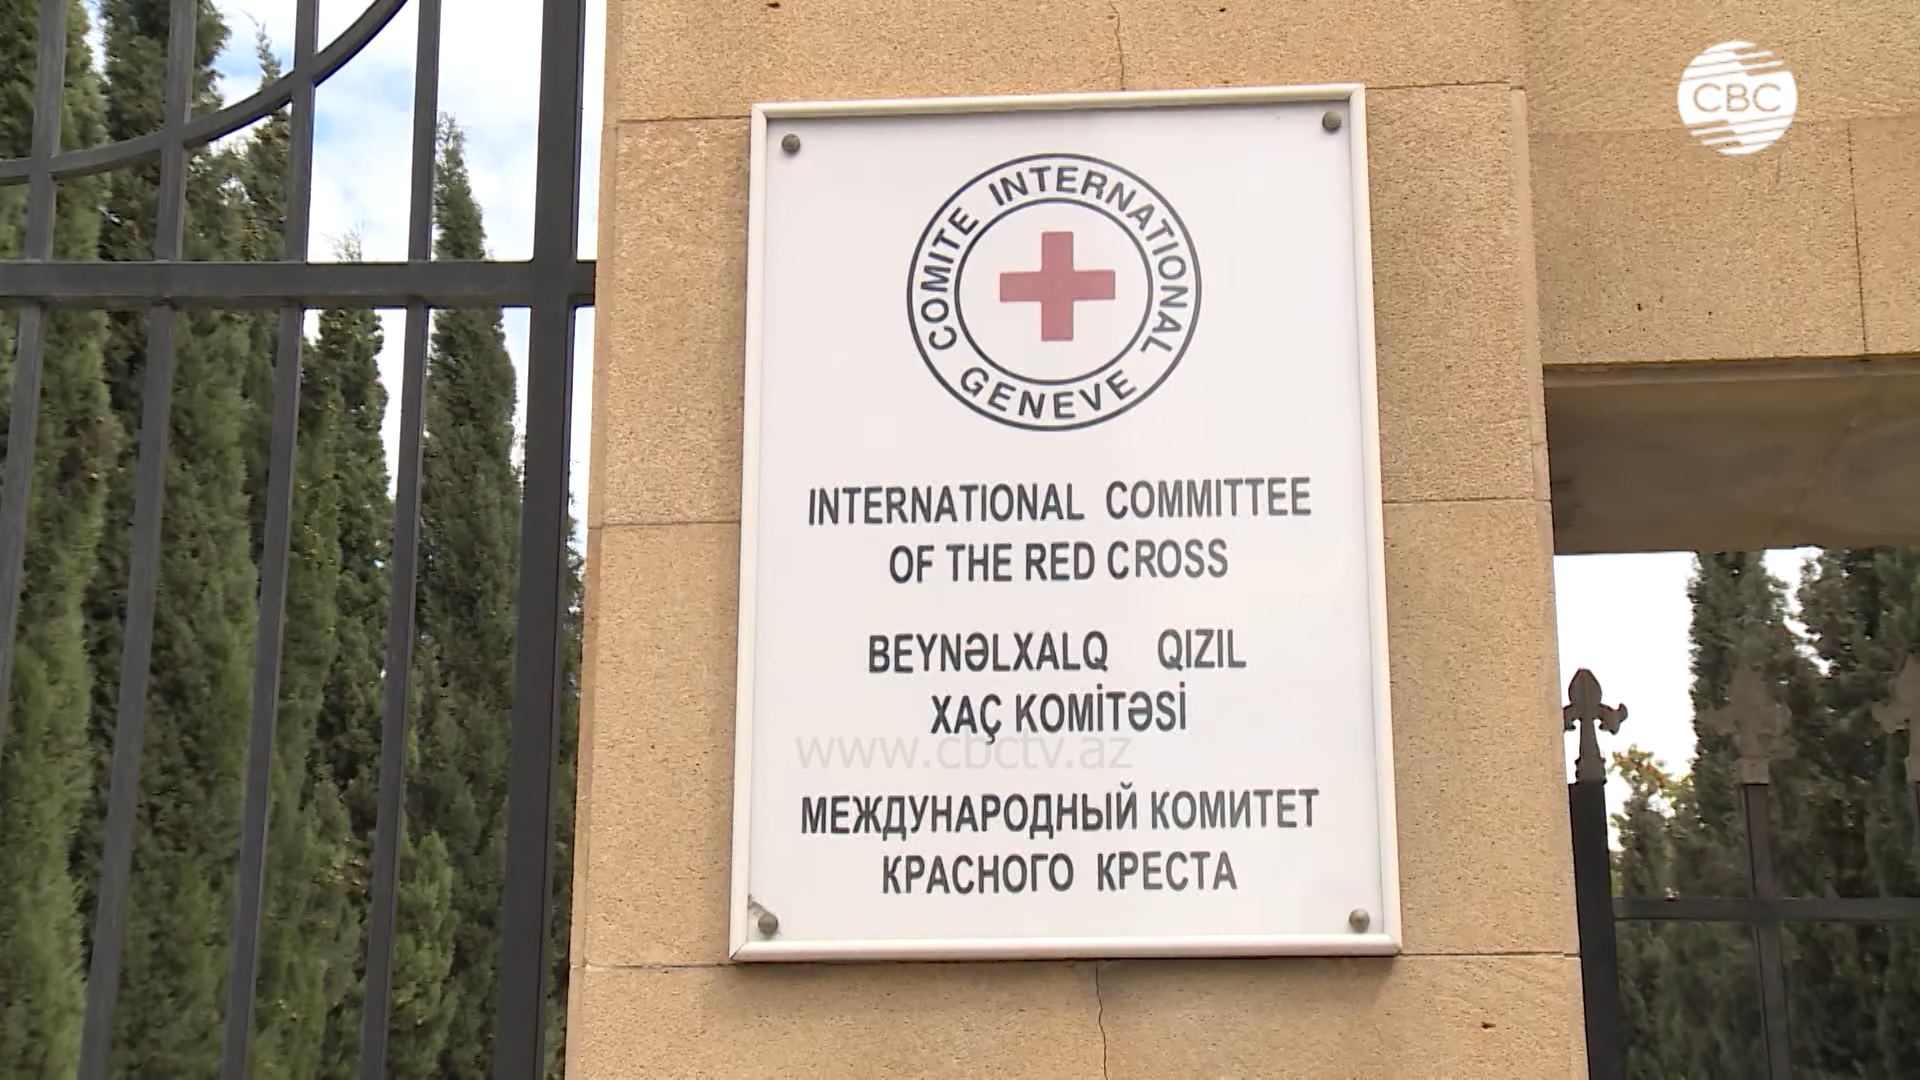 CBC
COMITE INTERNATIONAL
GENEVE
INTERNATIONAL COMMITTEE
OF THE RED CROSS
BEYNƏLXALQ QIZIL
XAÇ KOMİTƏSİ
www.cbctv.az
МЕЖДУНАРОДНЫЙ КОМИТЕТ
КРАСНОГО КРЕСТА